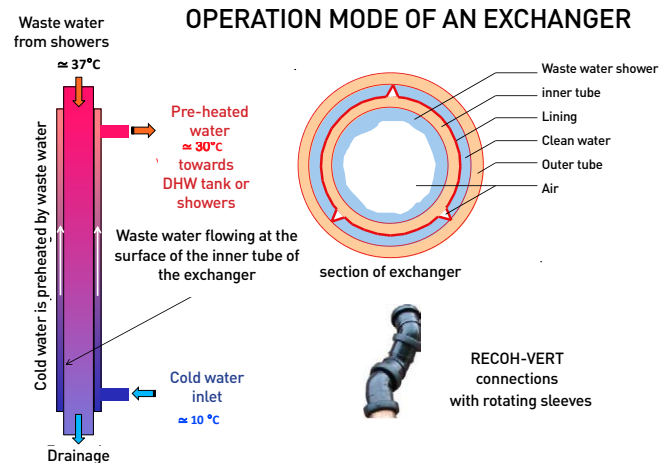 OPERATION MODE OF AN EXCHANGER
Waste water
from showers
≃ 37°C
Pre-heated
water
≃ 30°C
towards
DHW tank or
showers
Cold water is preheated by waste water
Waste water flowing at the
surface of the inner tube of
the exchanger
Cold water
inlet
≃ 10 °C
Drainage
Waste water shower
inner tube
Lining
Clean water
Outer tube
Air
section of exchanger
RECOH-VERT
connections
with rotating sleeves